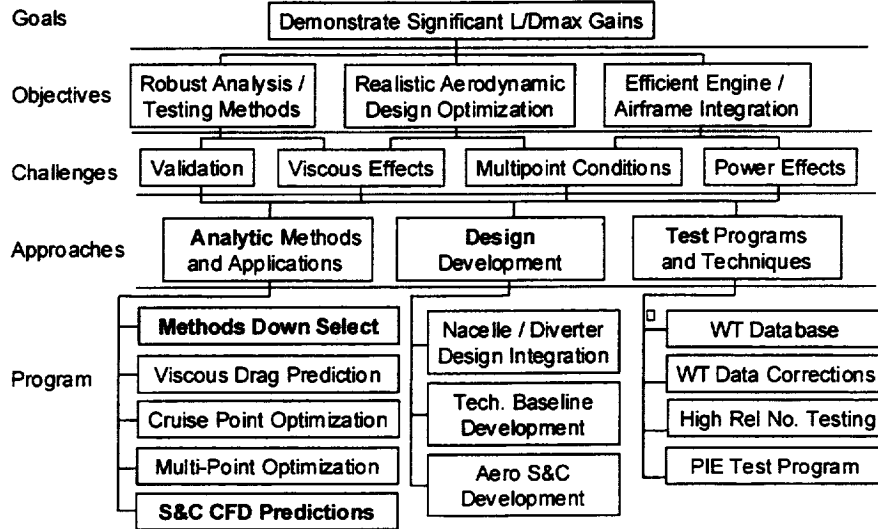 Goals
Demonstrate Significant L/Dmax Gains
Objectives
Robust Analysis /
Testing Methods
Realistic Aerodynamic
Design Optimization
Efficient Engine /
Airframe Integration
Challenges
Validation
Viscous Effects
Multipoint Conditions
Power Effects
Approaches
Analytic Methods
and Applications
Design
Development
Test Programs
and Techniques
Program
Methods Down Select
Viscous Drag Prediction
Cruise Point Optimization
Multi-Point Optimization
S&C CFD Predictions
Nacelle / Diverter
Design Integration
Tech. Baseline
Development
Aero S&C
Development
WT Database
WT Data Corrections
High Rel No. Testing
PIE Test Program